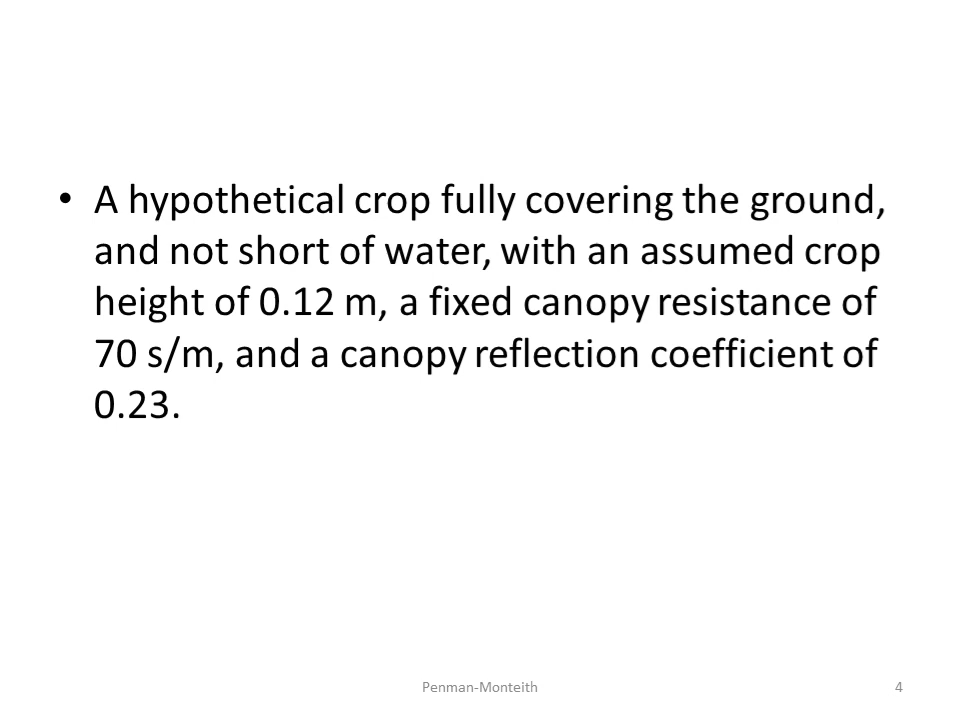 • A hypothetical crop fully covering the ground,
and not short of water, with an assumed crop
height of 0.12 m, a fixed canopy resistance of
70 s/m, and a canopy reflection coefficient of
0.23.
Penman-Monteith
4